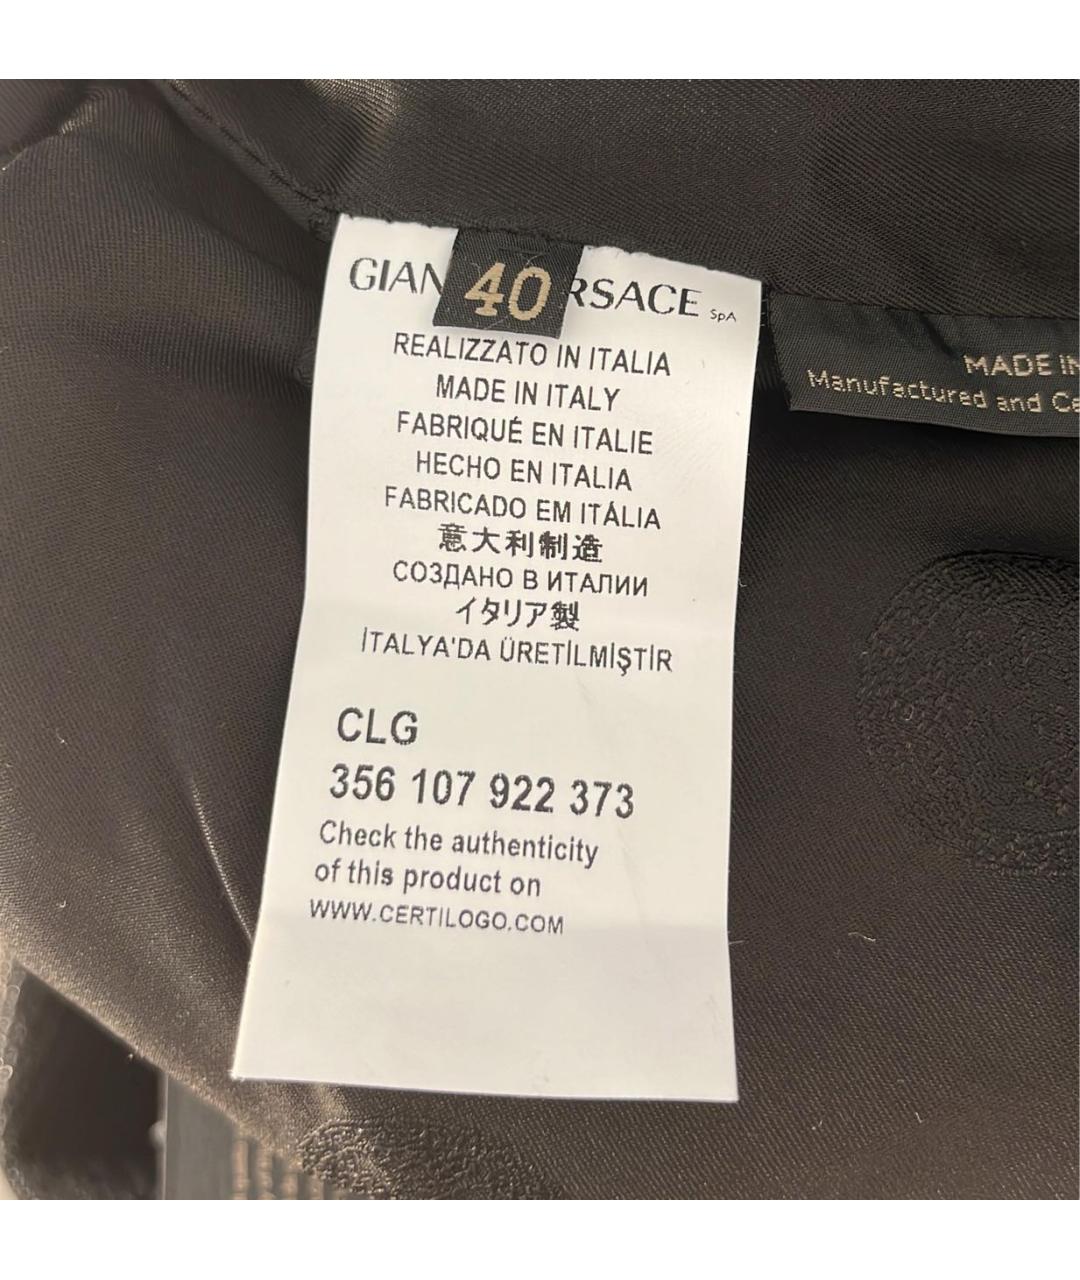 GIAN RSACE SpA
40
REALIZZATO IN ITALIA
MADE IN ITALY
FABRIQUÉ EN ITALIE
HECHO EN ITALIA
FABRICADO EM ITÁLIA
意大利制造
СОЗДАНО В ИТАЛИИ
イタリア製
İTALYA'DA ÜRETİLMİŞTİR
CLG
356 107 922 373
Check the authenticity
of this product on
WWW.CERTILOGO.COM
MADE IN
Manufactured and Ce